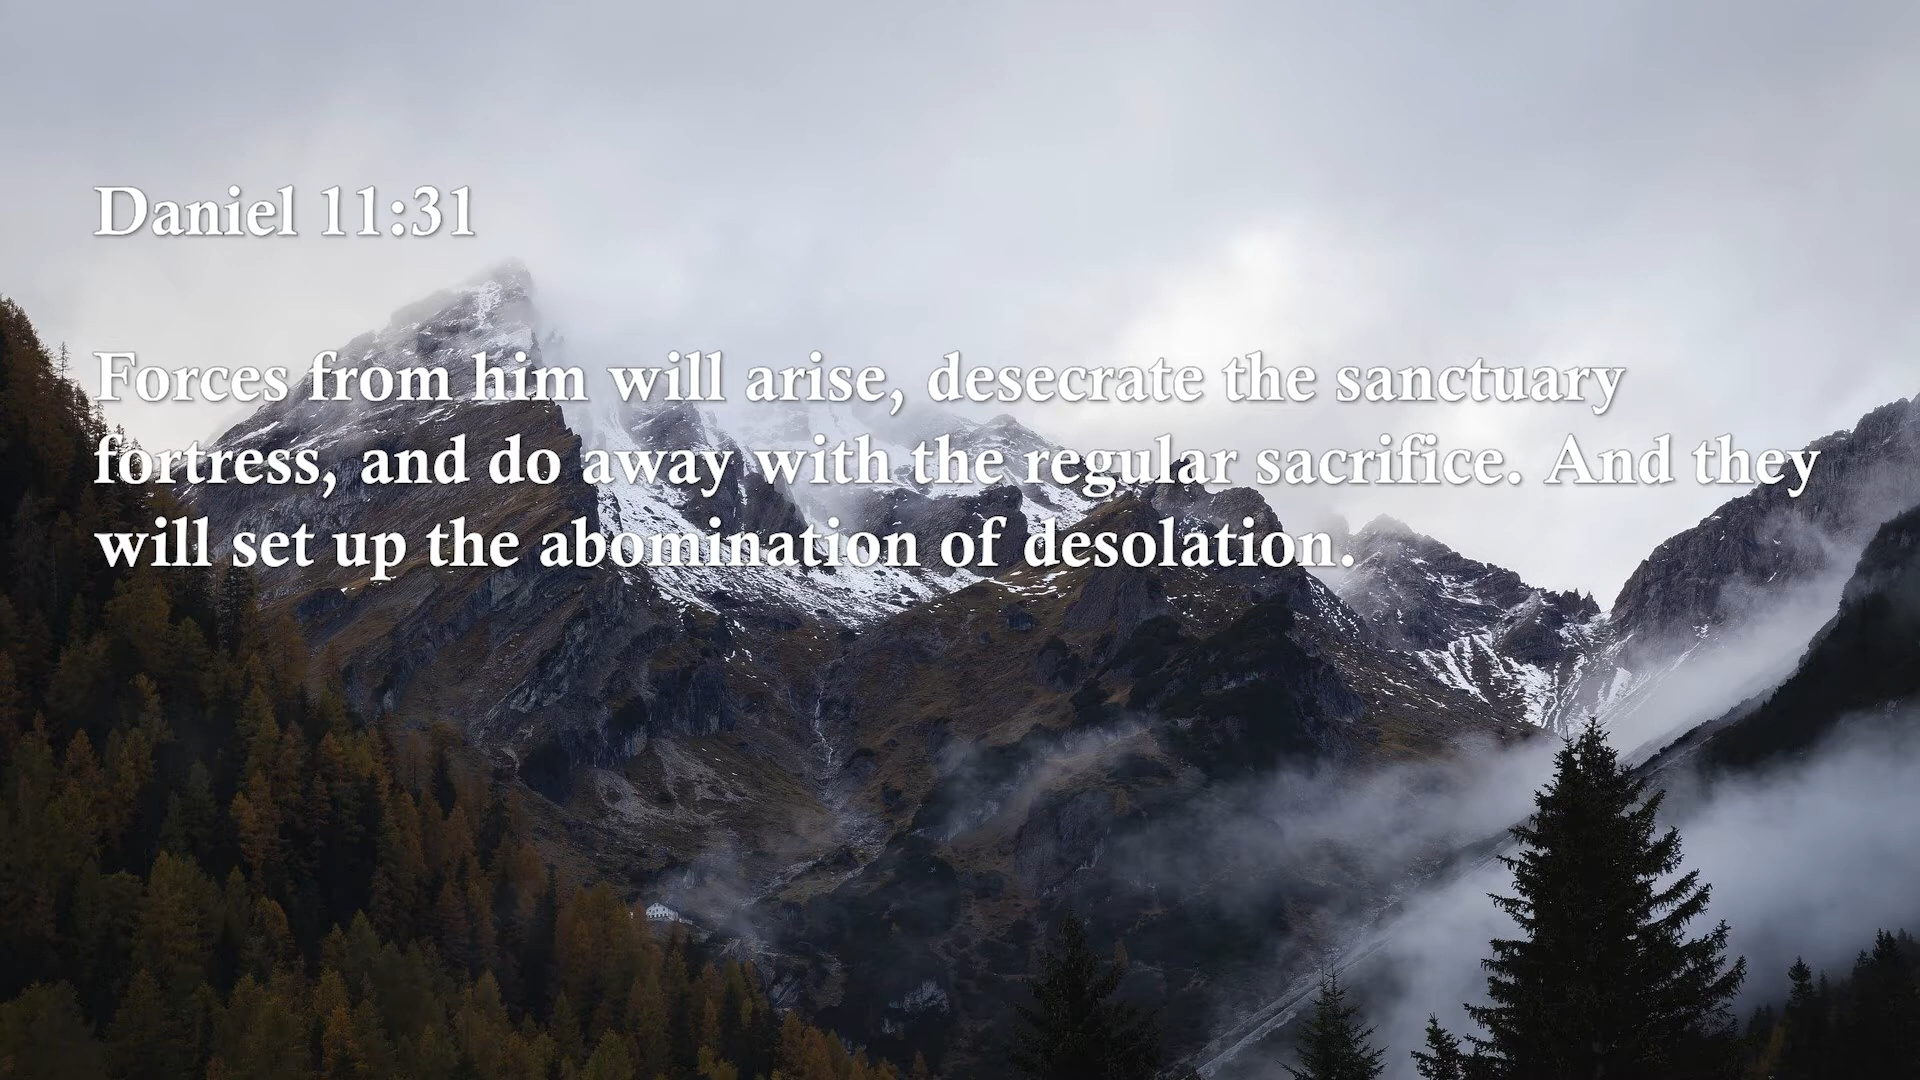 Daniel 11:31
Forces from him will arise, desecrate the sanctuary
fortress, and do away with the regular sacrifice. And they
will set up the abomination of desolation.